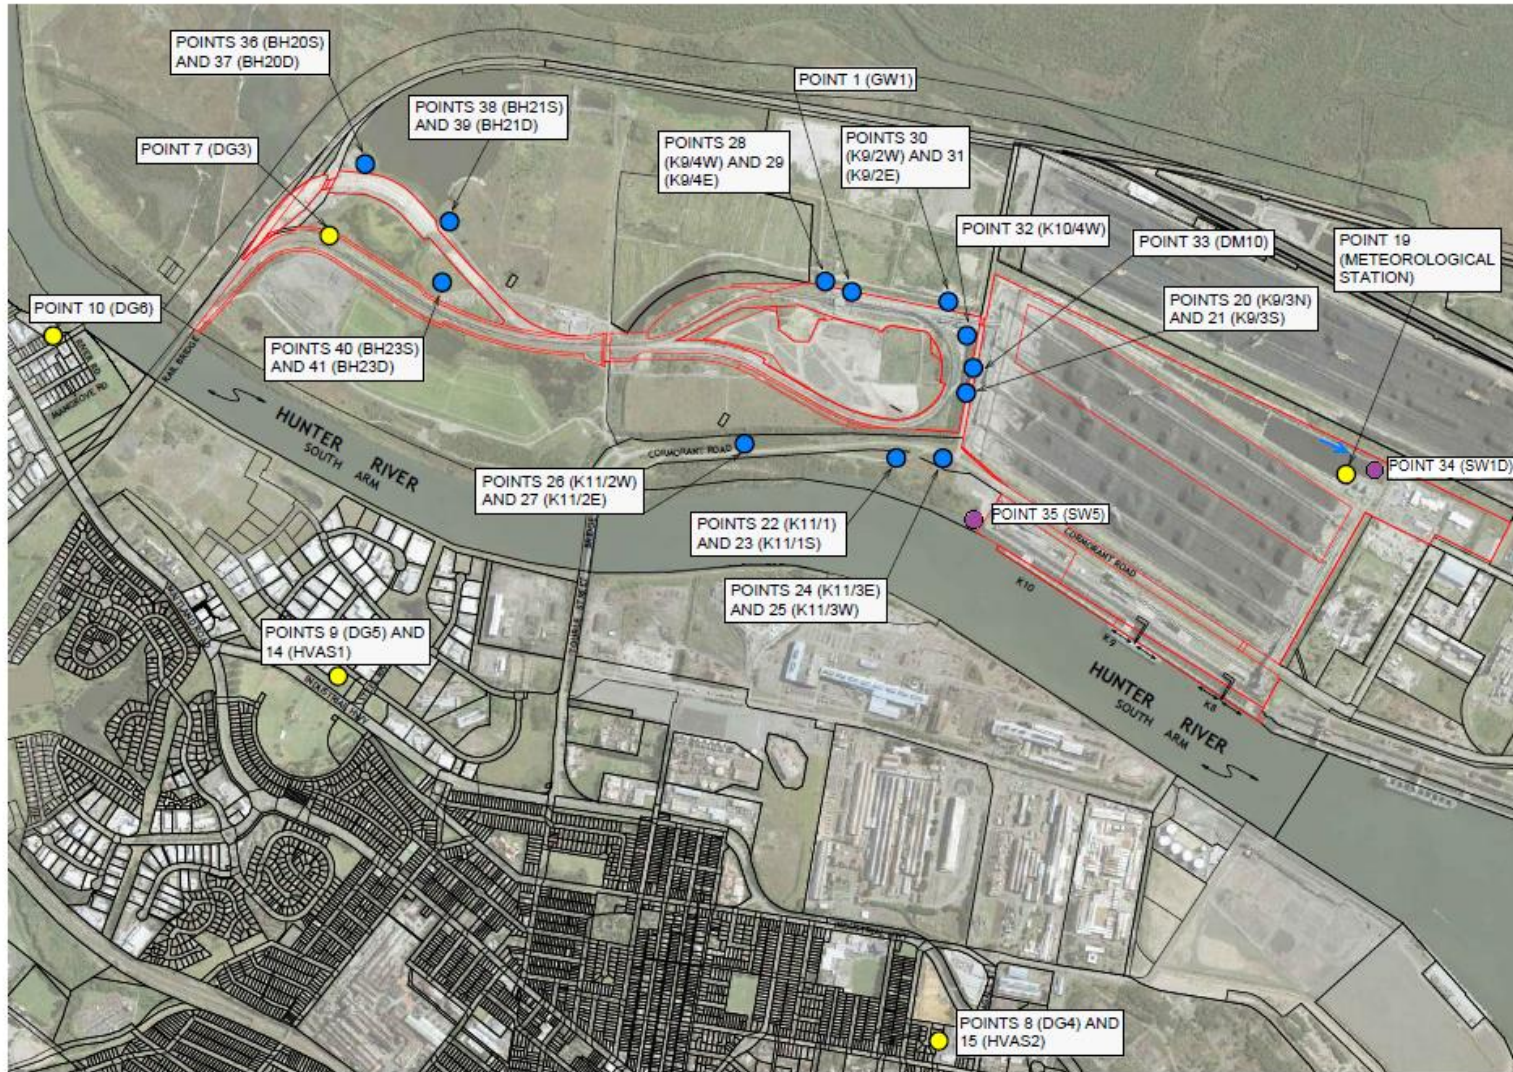 POINTS 36 (BH20S)
AND 37 (BH20D)
POINT 1 (GW1)
POINTS 38 (BH21S)
AND 39 (BH21D)
POINT 7 (DG3)
POINTS 28
(K9/4W) AND 29
(K9/4E)
POINTS 30
(K9/2W) AND 31
(K9/2E)
POINT 32 (K10/4W)
POINT 33 (DM10)
POINT 19
(METEOROLOGICAL
STATION)
POINTS 20 (K9/3N)
AND 21 (K9/3S)
POINT 10 (DG6)
POINTS 40 (BH23S)
AND 41 (BH23D)
RAIL BRIDGE
MANGROVE RD
HUNTER RIVER
SOUTH ARM
CORMORANT ROAD
POINT 34 (SW1D)
POINTS 26 (K11/2W)
AND 27 (K11/2E)
POINTS 22 (K11/1)
AND 23 (K11/1S)
POINT 35 (SW5)
CORMORANT ROAD
K10
POINTS 24 (K11/3E)
AND 25 (K11/3W)
K9
K8
POINTS 9 (DG5) AND
14 (HVAS1)
HUNTER RIVER
SOUTH ARM
POINTS 8 (DG4) AND
15 (HVAS2)